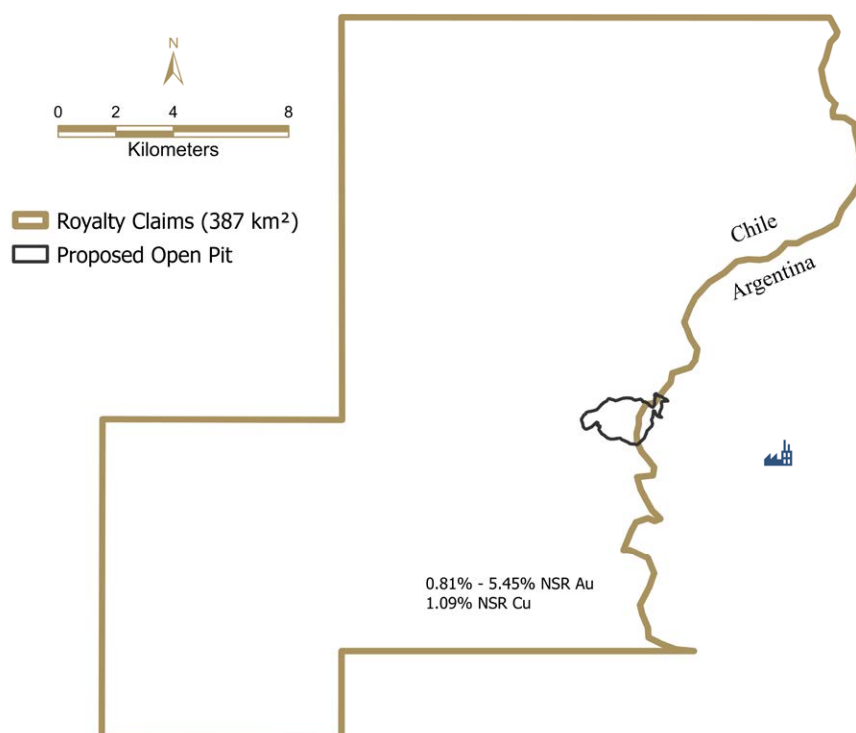 N
0 2 4 8
Kilometers
Royalty Claims (387 km²)
Proposed Open Pit
Chile
Argentina
0.81% - 5.45% NSR Au
1.09% NSR Cu